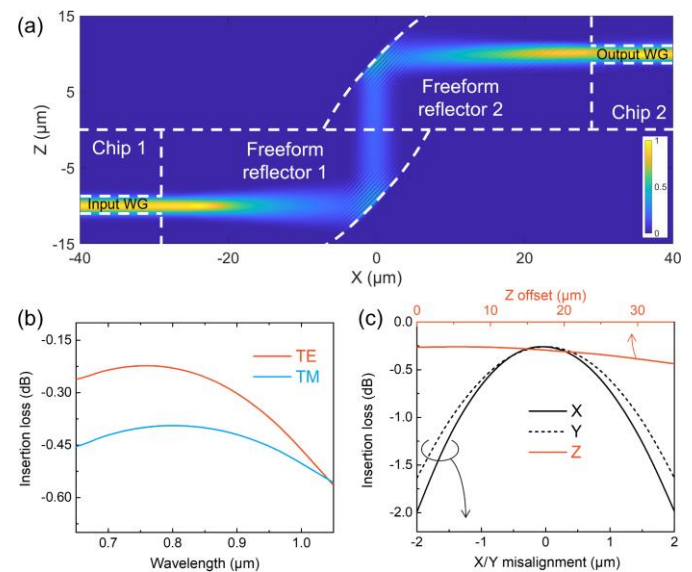 (a)
15
5
-5
-15
Z (μm)
Chip 1
Freeform
reflector 1
Input WG
Freeform
reflector 2
Output WG
Chip 2
1
0.5
0
-40
-20
0
20
40
X (μm)
(b)
-0.15
-0.30
-0.45
-0.60
Insertion loss (dB)
TE
TM
0.7
0.8
0.9
1.0
Wavelength (μm)
(c)
Z offset (μm)
0
10
20
30
0.0
-0.5
-1.0
-1.5
-2.0
Insertion loss (dB)
X
Y
Z
-2
-1
0
1
2
X/Y misalignment (μm)